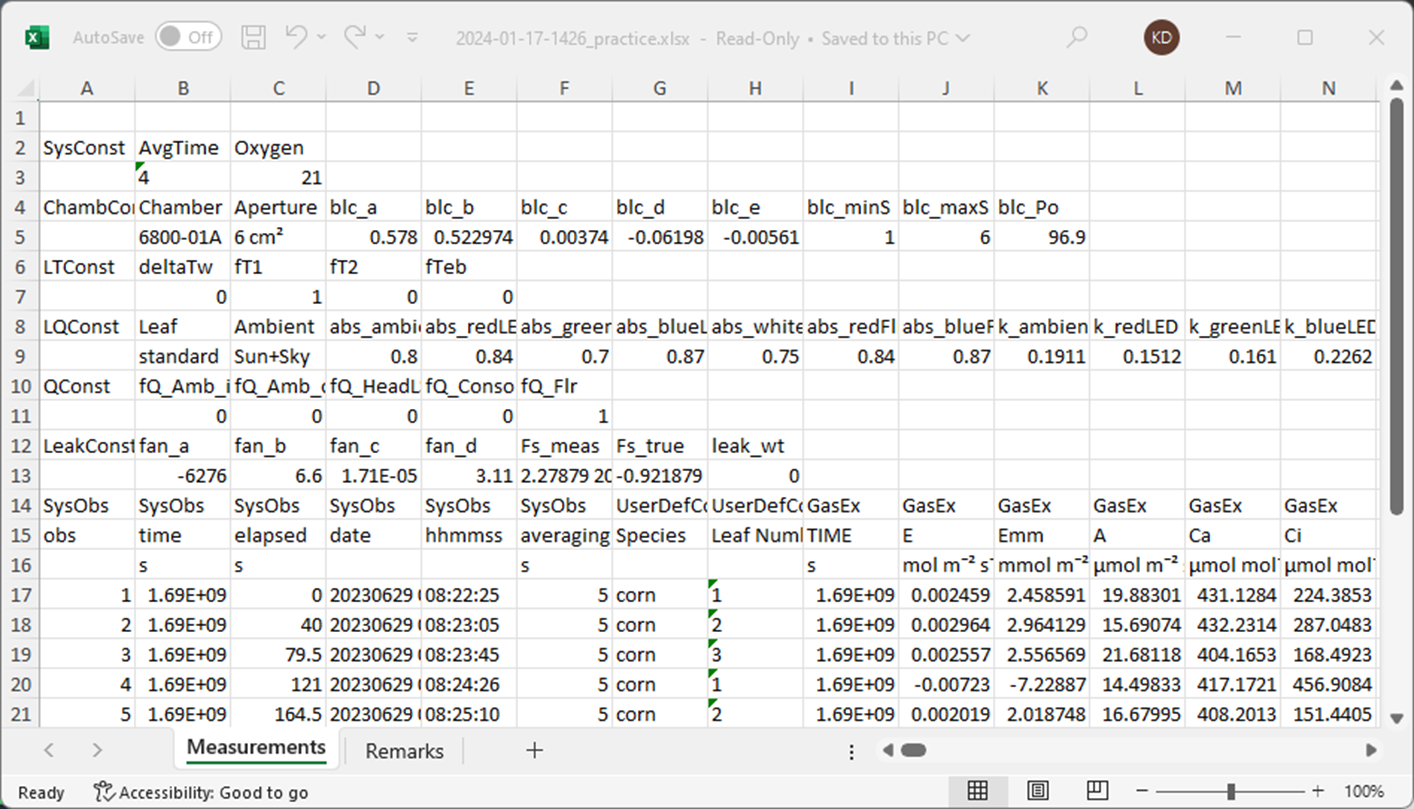 AutoSave Off 2024-01-17-1426_practice.xlsx - Read-Only • Saved to this PC KD
A B C D E F G H I J K L M N
1
2 SysConst AvgTime Oxygen
3 4 21
4 ChambCo Chamber Aperture blc_a blc_b blc_c blc_d blc_e blc_minS blc_maxS blc_Po
5 6800-01A 6 cm² 0.578 0.522974 0.00374 -0.06198 -0.00561 1 6 96.9
6 LTConst deltaTw fT1 fT2 fTeb
7 0 1 0 0
8 LQConst Leaf Ambient abs_ambi abs_redLE abs_green abs_blueL abs_white abs_redFl abs_blueF k_ambien k_redLED k_greenLE k_blueLED
9 standard Sun+Sky 0.8 0.84 0.7 0.87 0.75 0.84 0.87 0.1911 0.1512 0.161 0.2262
10 QConst fQ_Amb_i fQ_Amb_o fQ_HeadL fQ_Conso fQ_Flr
11 0 0 0 0 1
12 LeakConst fan_a fan_b fan_c fan_d Fs_meas Fs_true leak_wt
13 -6276 6.6 1.71E-05 3.11 2.27879 20 -0.921879 0
14 SysObs SysObs SysObs SysObs SysObs SysObs UserDefCo UserDefCo GasEx GasEx GasEx GasEx GasEx GasEx
15 obs time elapsed date hhmmss averaging Species Leaf Num TIME E Emm A Ca Ci
16 s s s s mol m⁻² s⁻ mmol m⁻² µmol m⁻² µmol mol⁻ µmol mol⁻
17 1 1.69E+09 0 20230629 08:22:25 5 corn 1 1.69E+09 0.002459 2.458591 19.88301 431.1284 224.3853
18 2 1.69E+09 40 20230629 08:23:05 5 corn 2 1.69E+09 0.002964 2.964129 15.69074 432.2314 287.0483
19 3 1.69E+09 79.5 20230629 08:23:45 5 corn 3 1.69E+09 0.002557 2.556569 21.68118 404.1653 168.4923
20 4 1.69E+09 121 20230629 08:24:26 5 corn 1 1.69E+09 -0.00723 -7.22887 14.49833 417.1721 456.9084
21 5 1.69E+09 164.5 20230629 08:25:10 5 corn 2 1.69E+09 0.002019 2.018748 16.67995 408.2013 151.4405
Measurements Remarks
Ready Accessibility: Good to go 100%